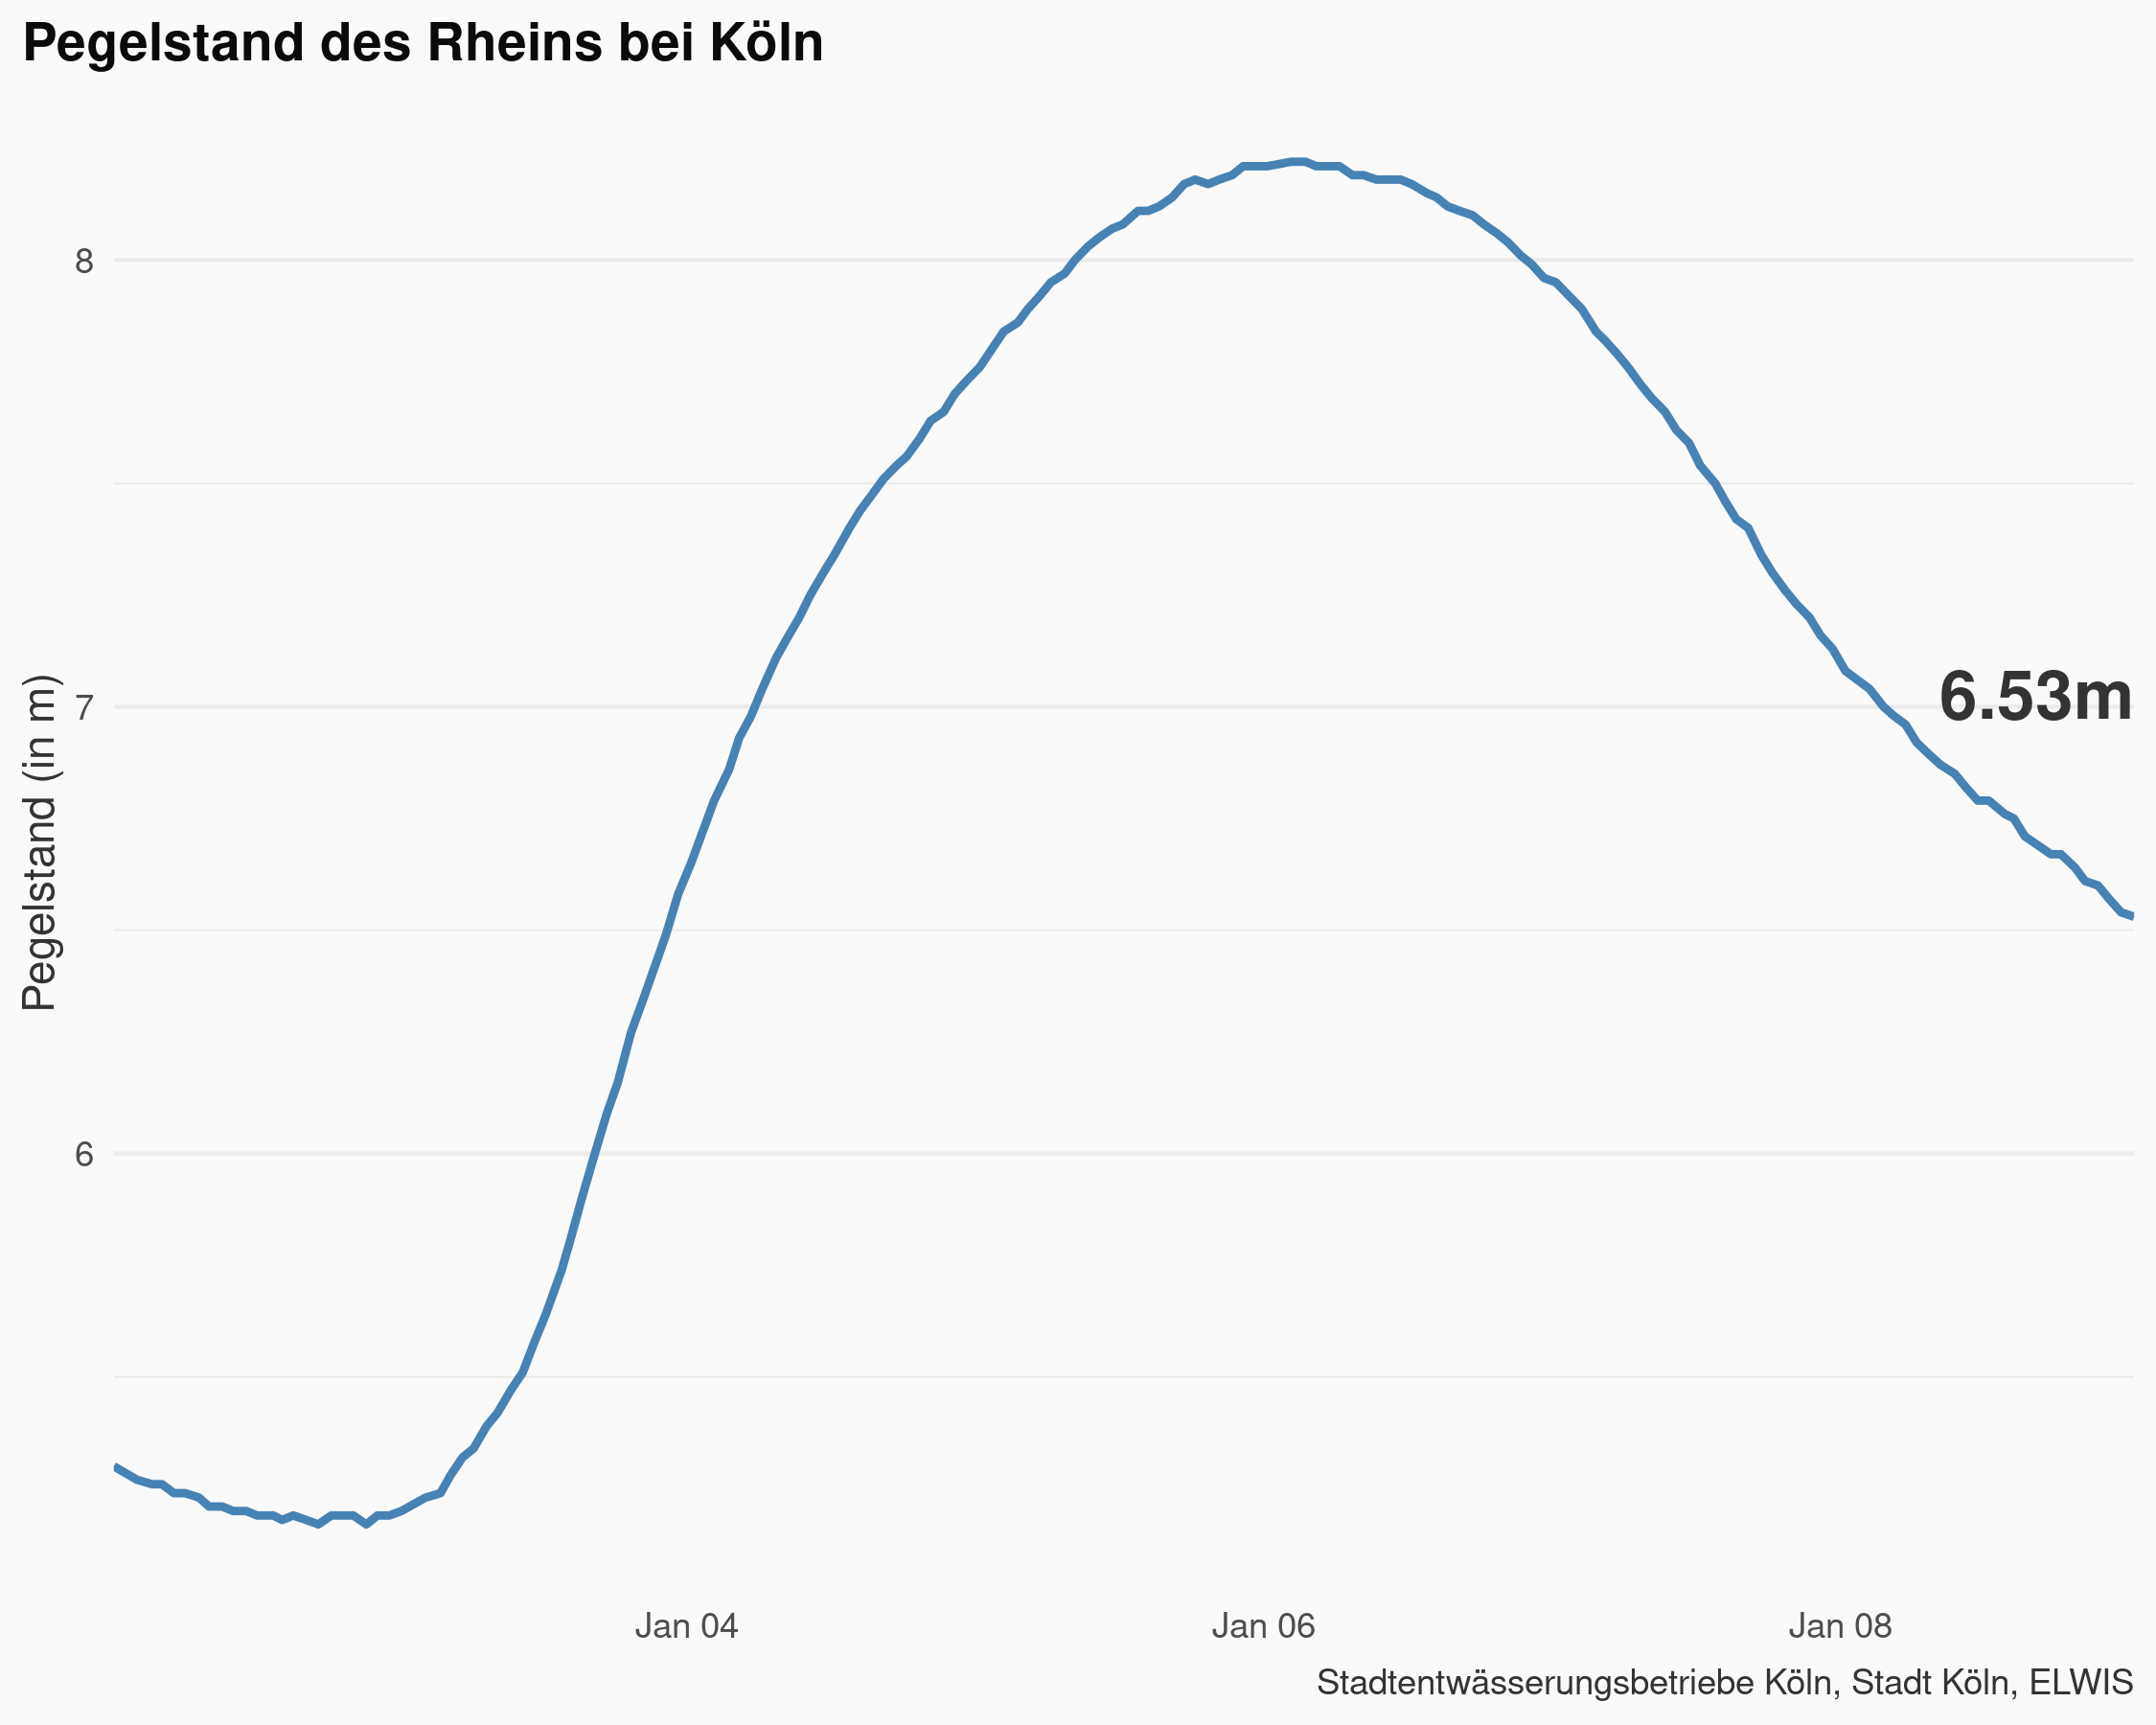 Pegelstand des Rheins bei Köln
Pegelstand (in m)
8
7
6
6.53m
Jan 04
Jan 06
Jan 08
Stadtentwässerungsbetriebe Köln, Stadt Köln, ELWIS